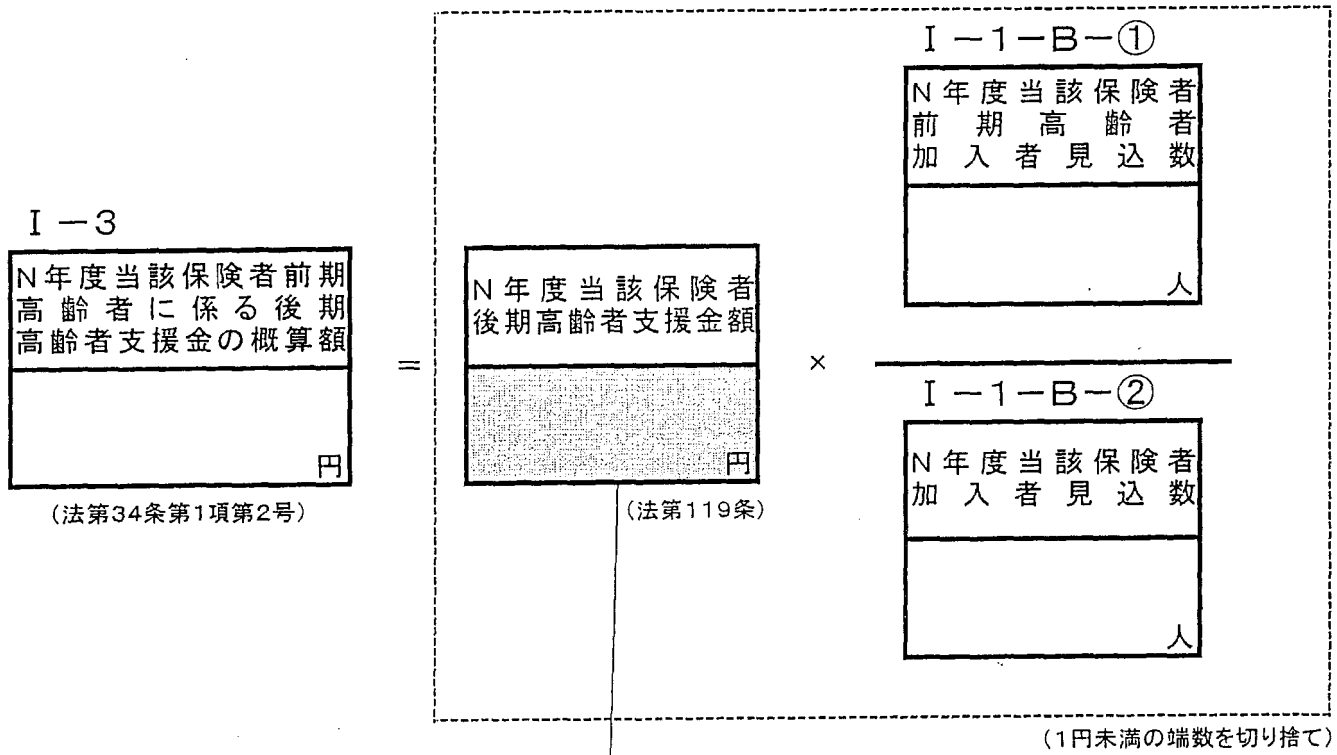 I-3
N年度当該保険者前期
高齢者に係る後期
高齢者支援金の概算額
円
(法第34条第1項第2号)
=
N年度当該保険者
後期高齢者支援金額
円
(法第119条)
×
I-1-B-①
N年度当該保険者
前期高齢者
加入者見込数
人
I-1-B-②
N年度当該保険者
加入者見込数
人
(1円未満の端数を切り捨て)